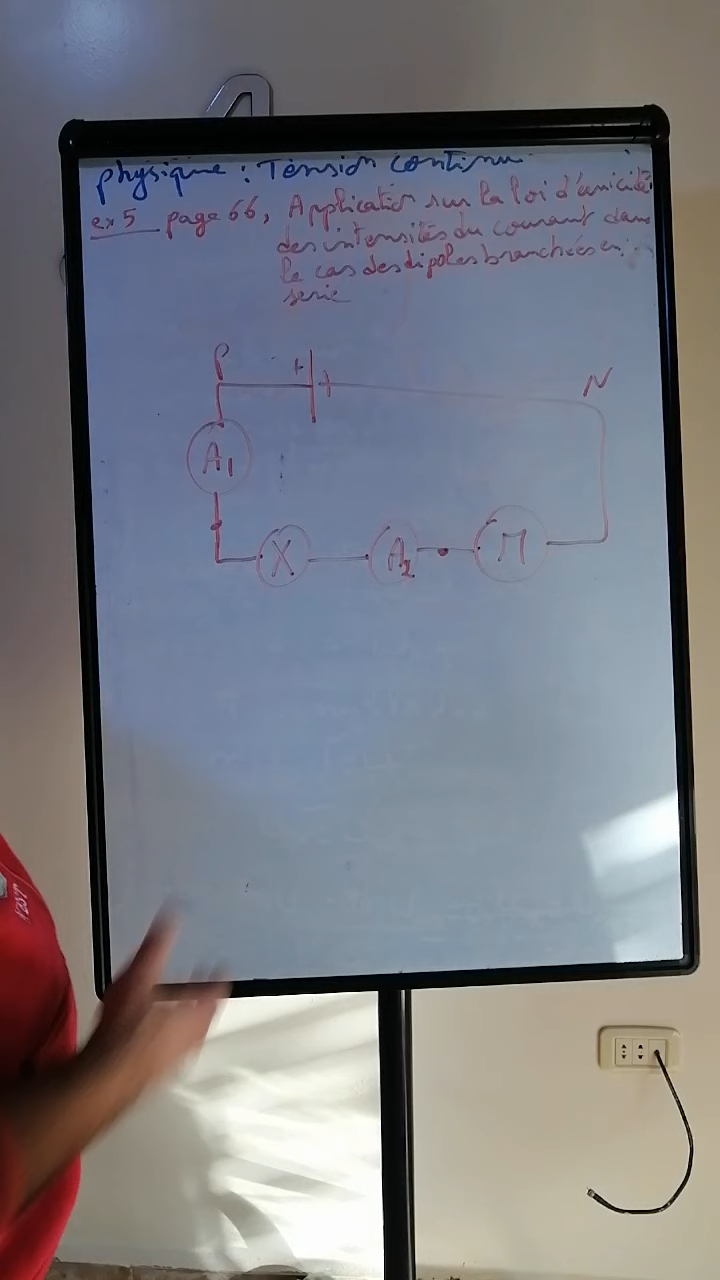 physique : Tension continu
ex 5 page 66, Application sur la loi d'unicité
des intensités du courant dans
le cas des dipoles branchées en
serie
P + N
A1
X A2 M